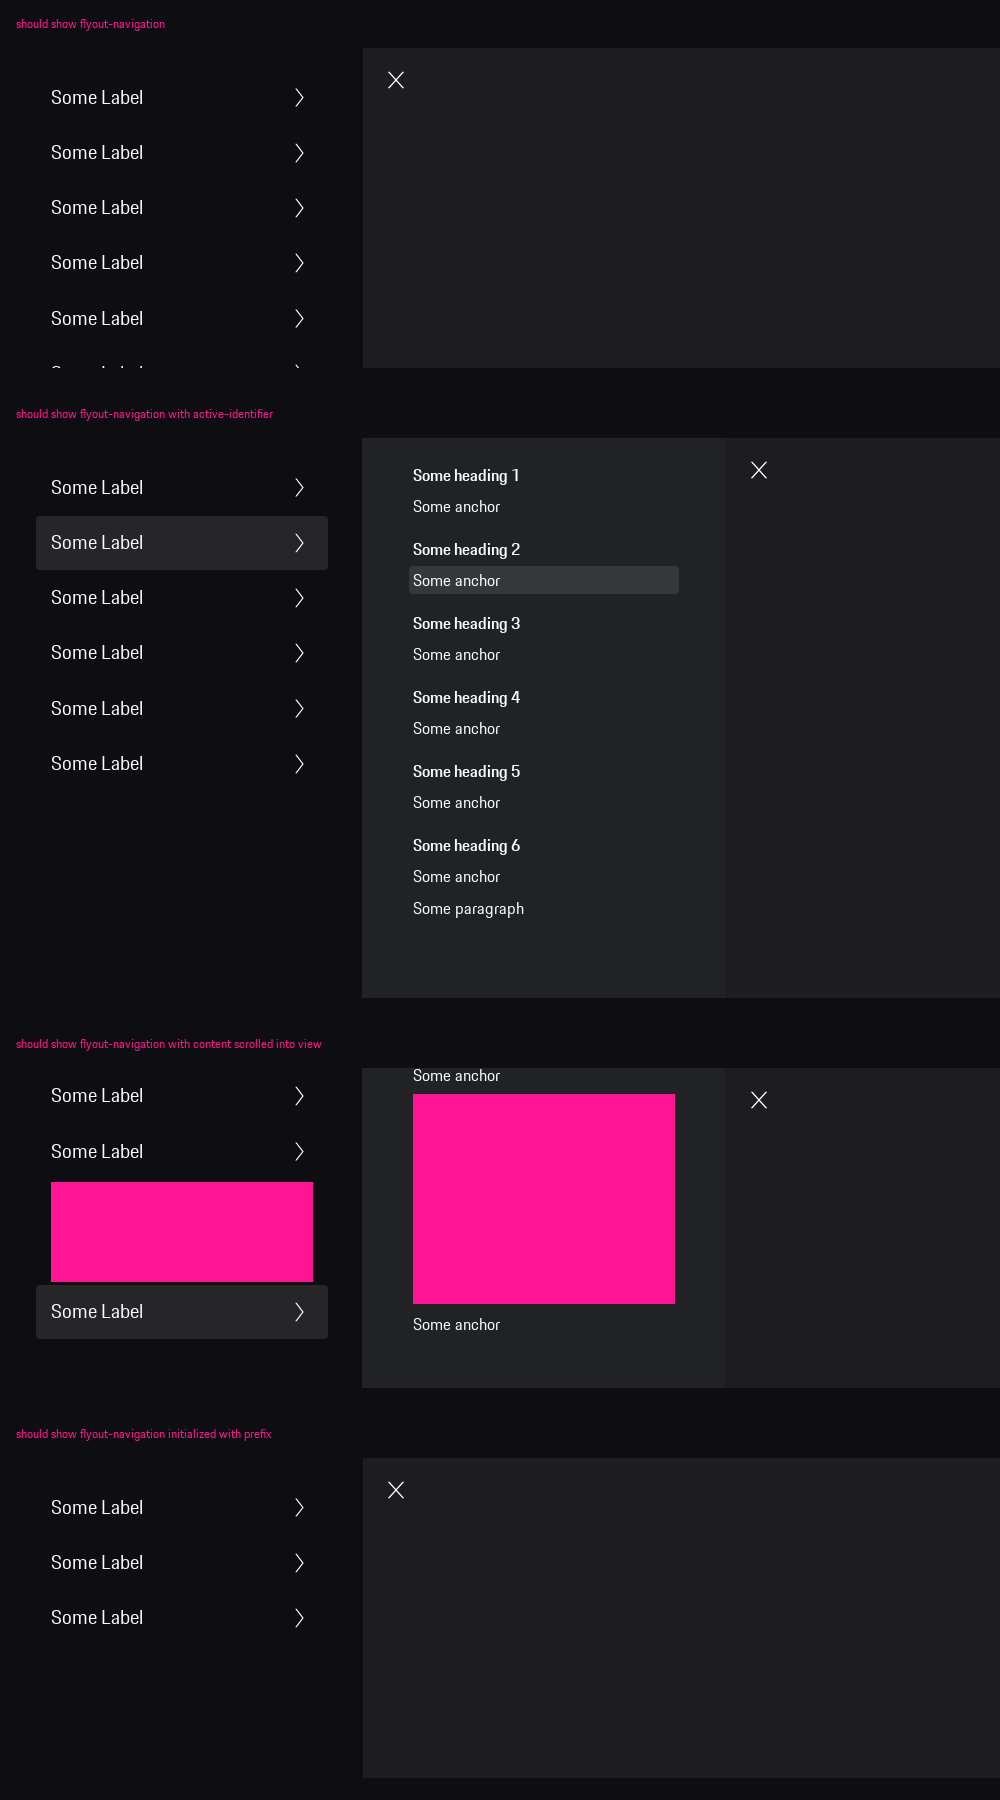 should show flyout-navigation
Some Label
Some Label
Some Label
Some Label
Some Label
should show flyout-navigation with active-identifier
Some Label
Some Label
Some Label
Some Label
Some Label
Some Label
Some heading 1
Some anchor
Some heading 2
Some anchor
Some heading 3
Some anchor
Some heading 4
Some anchor
Some heading 5
Some anchor
Some heading 6
Some anchor
Some paragraph
should show flyout-navigation with content scrolled into view
Some Label
Some Label
Some Label
Some anchor
Some anchor
should show flyout-navigation initialized with prefix
Some Label
Some Label
Some Label